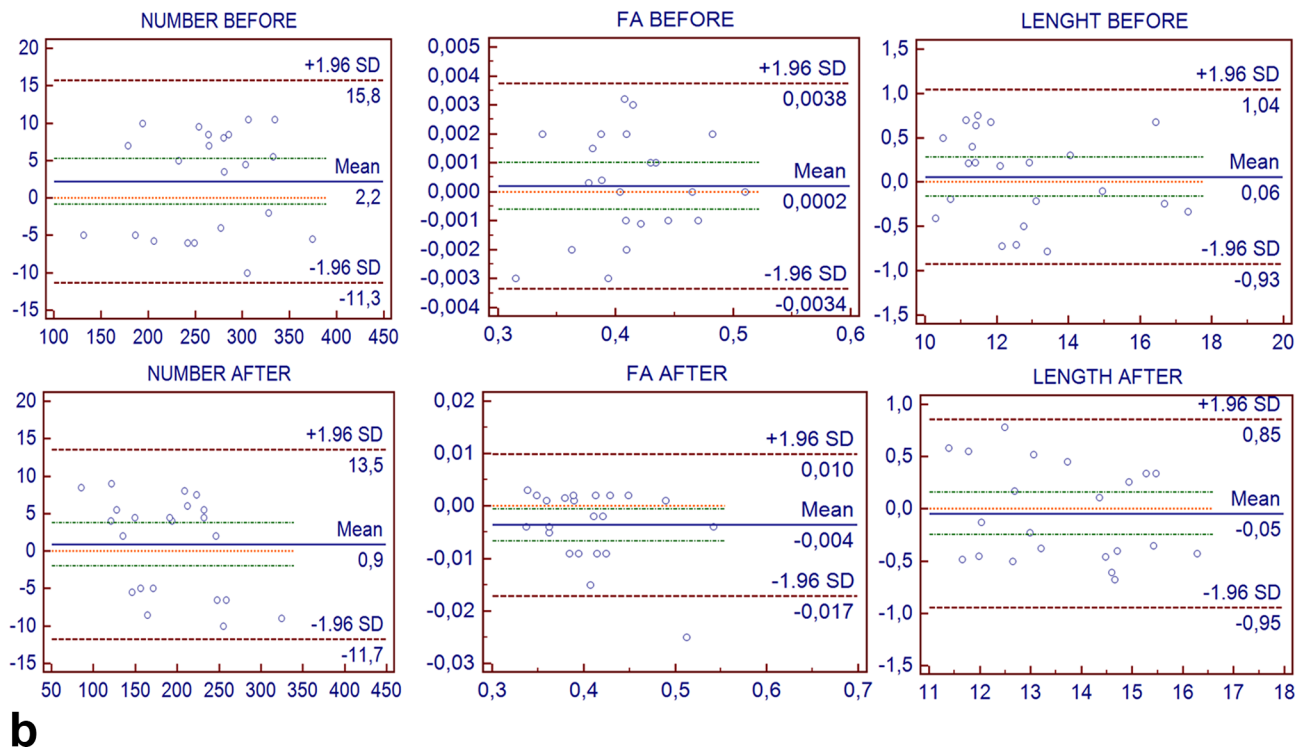 NUMBER BEFORE
20
15
10
5
0
-5
-10
-15
+1.96 SD
15,8
Mean
2,2
-1.96 SD
-11,3
100 150 200 250 300 350 400 450
FA BEFORE
0,005
0,004
0,003
0,002
0,001
0,000
-0,001
-0,002
-0,003
-0,004
+1.96 SD
0,0038
Mean
0,0002
-1.96 SD
-0,0034
0,3 0,4 0,5 0,6
LENGHT BEFORE
1,5
1,0
0,5
0,0
-0,5
-1,0
-1,5
+1.96 SD
1,04
Mean
0,06
-1.96 SD
-0,93
10 12 14 16 18 20
NUMBER AFTER
20
15
10
5
0
-5
-10
-15
+1.96 SD
13,5
Mean
0,9
-1.96 SD
-11,7
50 100 150 200 250 300 350 400 450
FA AFTER
0,02
0,01
0,00
-0,01
-0,02
-0,03
+1.96 SD
0,010
Mean
-0,004
-1.96 SD
-0,017
0,3 0,4 0,5 0,6 0,7
LENGTH AFTER
1,0
0,5
0,0
-0,5
-1,0
-1,5
+1.96 SD
0,85
Mean
-0,05
-1.96 SD
-0,95
11 12 13 14 15 16 17 18
b